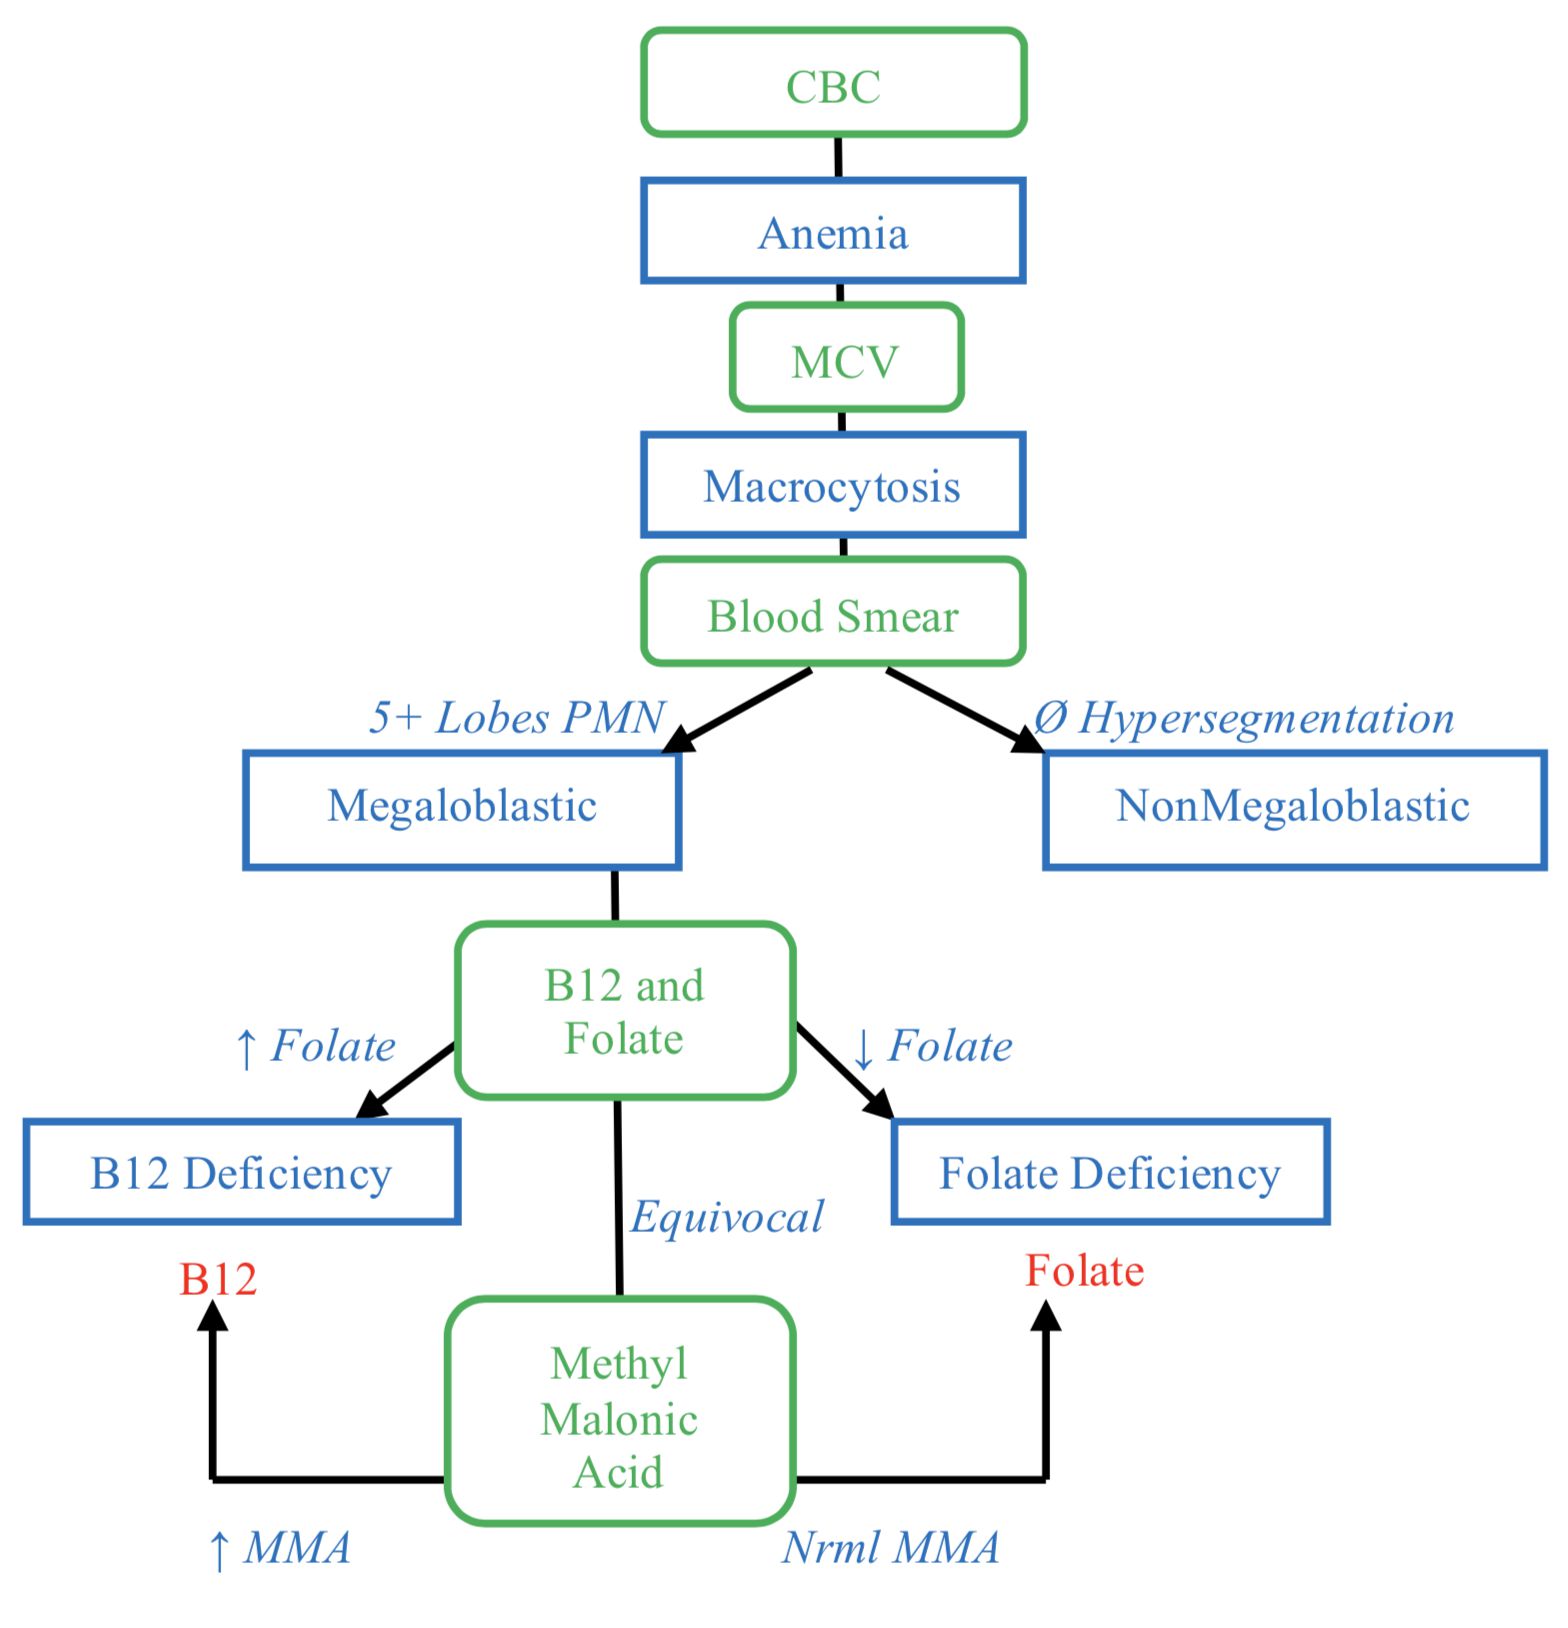 CBC
Anemia
MCV
Macrocytosis
Blood Smear
5+ Lobes PMN
Ø Hypersegmentation
Megaloblastic
NonMegaloblastic
B12 and
Folate
↑ Folate
↓ Folate
B12 Deficiency
Folate Deficiency
Equivocal
B12
Folate
Methyl
Malonic
Acid
↑ MMA
Nrml MMA